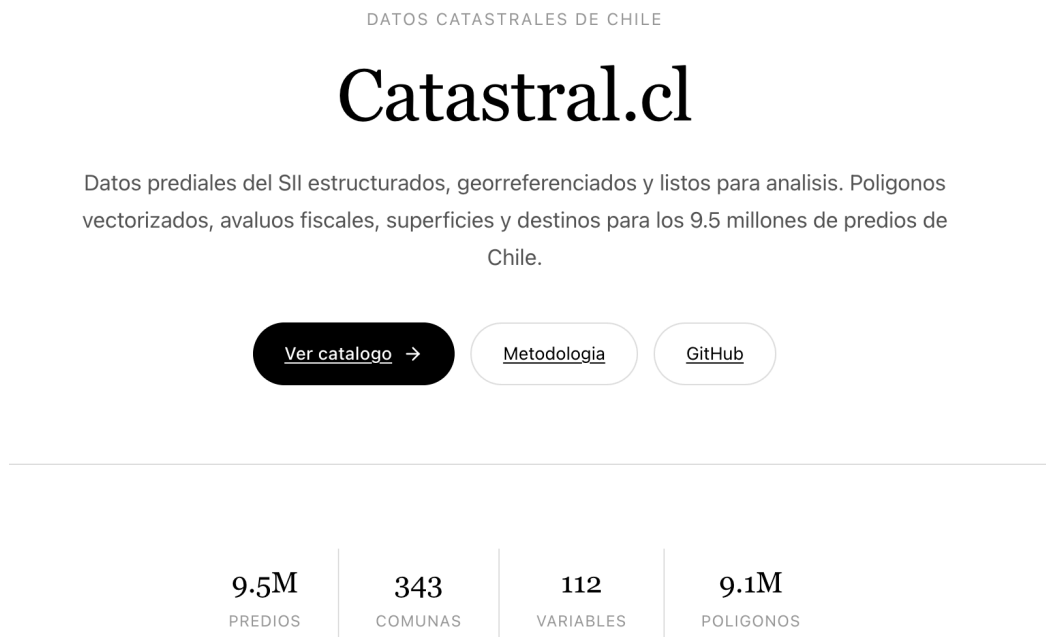 DATOS CATASTRALES DE CHILE
Catastral.cl
Datos prediales del SII estructurados, georreferenciados y listos para analisis. Poligonos
vectorizados, avaluos fiscales, superficies y destinos para los 9.5 millones de predios de
Chile.
Ver catalogo → Metodologia GitHub
9.5M 343 112 9.1M
PREDIOS COMUNAS VARIABLES POLIGONOS